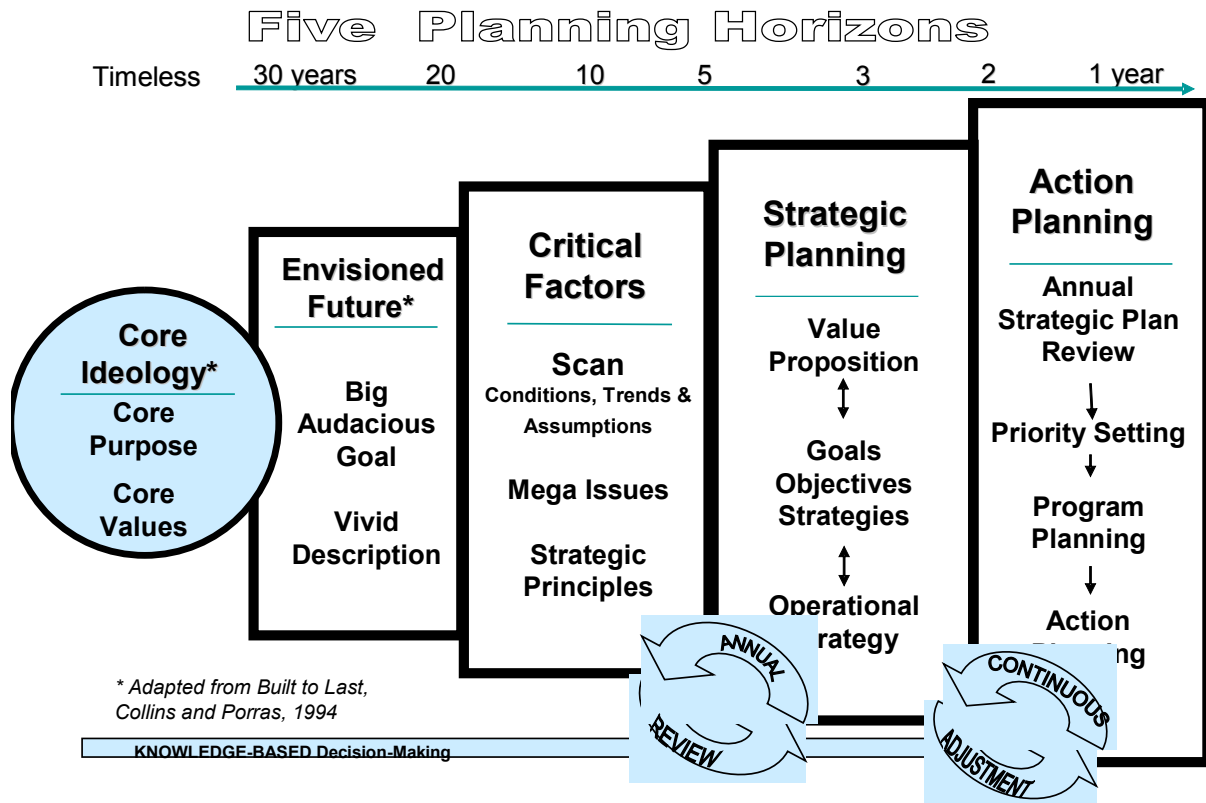 Five Planning Horizons
Timeless 30 years 20 10 5 3 2 1 year
Core
Ideology*
Core
Purpose
Core
Values
Envisioned
Future*
Big
Audacious
Goal
Vivid
Description
Critical
Factors
Scan
Conditions, Trends &
Assumptions
Mega Issues
Strategic
Principles
Strategic
Planning
Value
Proposition
Goals
Objectives
Strategies
Operational
Strategy
Action
Planning
Annual
Strategic Plan
Review
Priority Setting
Program
Planning
Action
Planning
ANNUAL
REVIEW
CONTINUOUS
ADJUSTMENT
* Adapted from Built to Last,
Collins and Porras, 1994
KNOWLEDGE-BASED Decision-Making